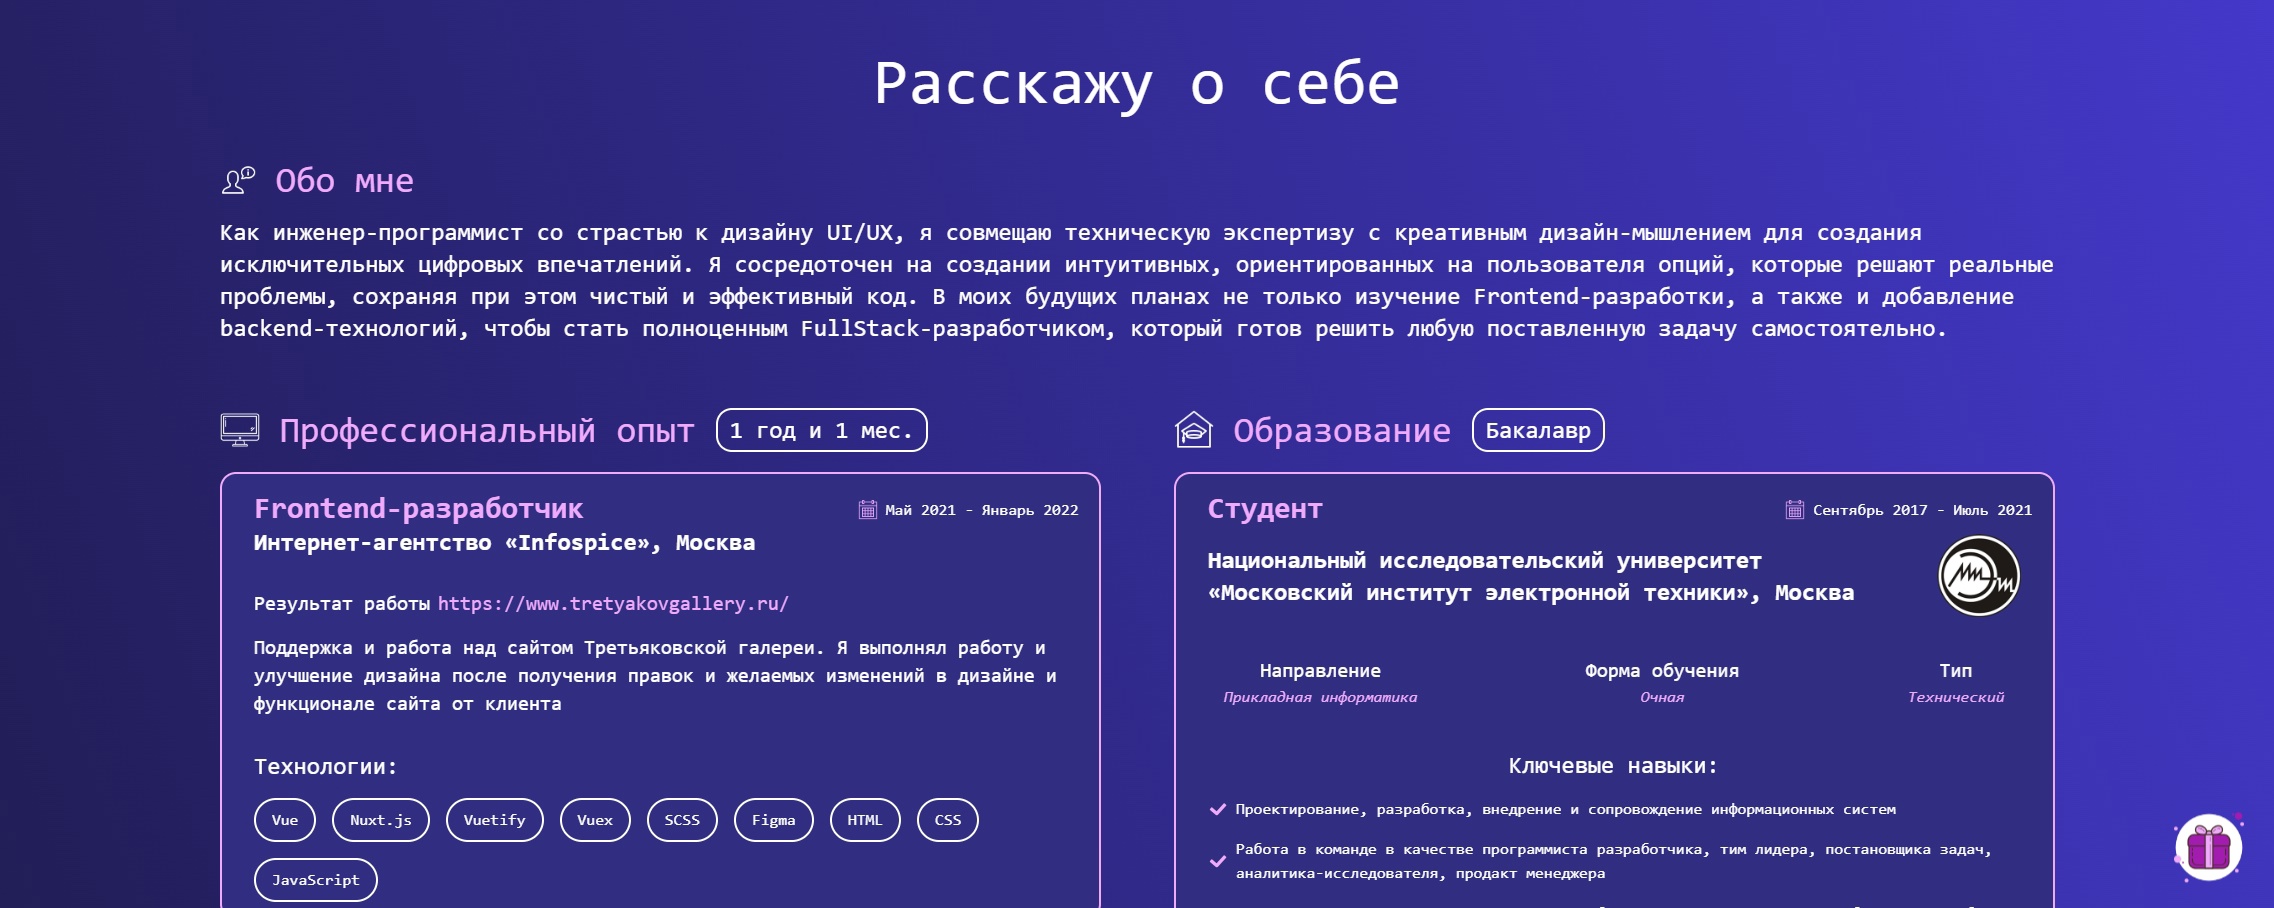 Расскажу о себе
Обо мне
Как инженер-программист со страстью к дизайну UI/UX, я совмещаю техническую экспертизу с креативным дизайн-мышлением для создания
исключительных цифровых впечатлений. Я сосредоточен на создании интуитивных, ориентированных на пользователя опций, которые решают реальные
проблемы, сохраняя при этом чистый и эффективный код. В моих будущих планах не только изучение Frontend-разработки, а также и добавление
backend-технологий, чтобы стать полноценным FullStack-разработчиком, который готов решить любую поставленную задачу самостоятельно.
Профессиональный опыт 1 год и 1 мес.
Frontend-разработчик Май 2021 - Январь 2022
Интернет-агентство «Infospice», Москва
Результат работы https://www.tretyakovgallery.ru/
Поддержка и работа над сайтом Третьяковской галереи. Я выполнял работу и
улучшение дизайна после получения правок и желаемых изменений в дизайне и
функционале сайта от клиента
Технологии:
Vue Nuxt.js Vuetify Vuex SCSS Figma HTML CSS
JavaScript
Образование Бакалавр
Студент Сентябрь 2017 - Июль 2021
Национальный исследовательский университет
«Московский институт электронной техники», Москва
Направление Форма обучения Тип
Прикладная информатика Очная Технический
Ключевые навыки:
Проектирование, разработка, внедрение и сопровождение информационных систем
Работа в команде в качестве программиста разработчика, тим лидера, постановщика задач,
аналитика-исследователя, продакт менеджера